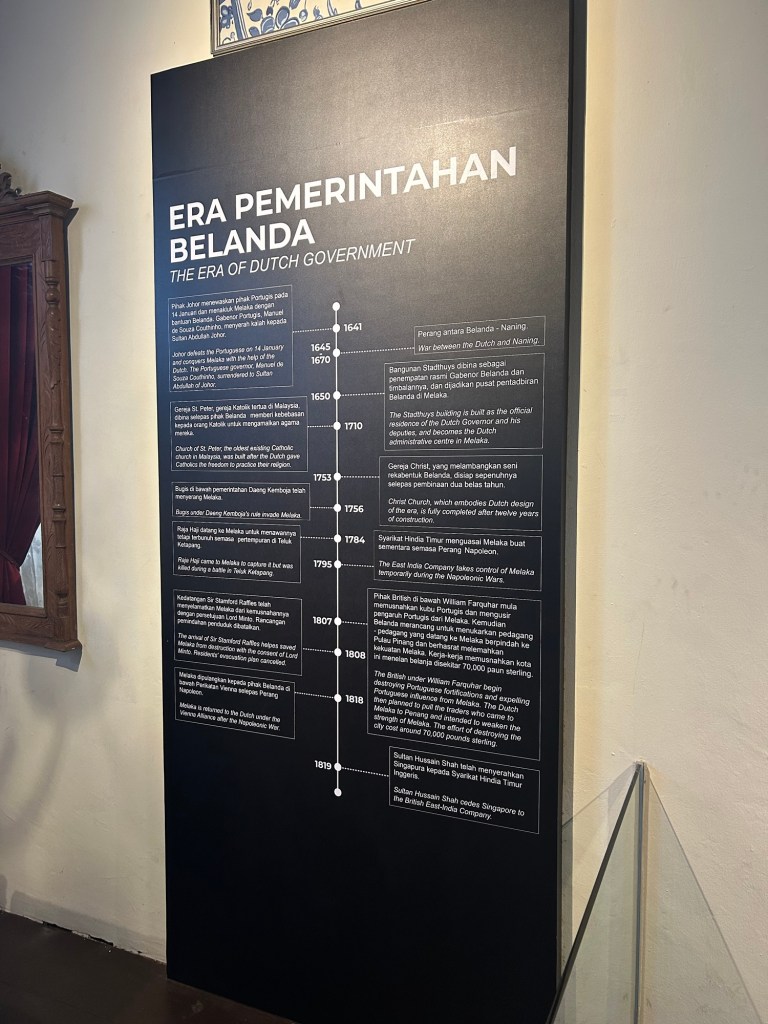 ERA PEMERINTAHAN
BELANDA
THE ERA OF DUTCH GOVERNMENT
1641
Pihak Johor menewaskan pihak Portugis pada
14 Januari dan menakluk Melaka dengan
bantuan Belanda. Gabenor Portugis, Manuel
de Souza Couthinho, menyerah kalah kepada
Sultan Abdullah Johor.
Johor defeats the Portuguese on 14 January
and conquers Melaka with the help of the
Dutch. The Portuguese governor, Manuel de
Souza Couthinho, surrendered to Sultan
Abdullah of Johor.
1645
-
1670
Perang antara Belanda - Naning.
War between the Dutch and Naning.
1650
Bangunan Stadthuys dibina sebagai
penempatan rasmi Gabenor Belanda dan
timbalannya, dan dijadikan pusat pentadbiran
Belanda di Melaka.
The Stadthuys building is built as the official
residence of the Dutch Governor and his
deputies, and becomes the Dutch
administrative centre in Melaka.
1710
Gereja St. Peter, gereja Katolik tertua di Malaysia,
dibina selepas pihak Belanda memberi kebebasan
kepada orang Katolik untuk mengamalkan agama
mereka.
Church of St. Peter, the oldest existing Catholic
church in Malaysia, was built after the Dutch gave
Catholics the freedom to practice their religion.
1753
Gereja Christ, yang melambangkan seni
rekabentuk Belanda, disiap sepenuhnya
selepas pembinaan dua belas tahun.
Christ Church, which embodies Dutch design
of the era, is fully completed after twelve years
of construction.
1756
Bugis di bawah pemerintahan Daeng Kemboja telah
menyerang Melaka.
Bugis under Daeng Kemboja's rule invade Melaka.
1784
Raja Haji datang ke Melaka untuk menawannya
tetapi terbunuh semasa pertempuran di Teluk
Ketapang.
Raja Haji came to Melaka to capture it but was
killed during a battle in Teluk Ketapang.
1795
Syarikat Hindia Timur menguasai Melaka buat
sementara semasa Perang Napoleon.
The East India Company takes control of Melaka
temporarily during the Napoleonic Wars.
1807
Pihak British di bawah William Farquhar mula
memusnahkan kubu Portugis dan mengusir
pengaruh Portugis dari Melaka. Kemudian
Belanda merancang untuk menukarkan pedagang
- pedagang yang datang ke Melaka berpindah ke
Pulau Pinang dan berhasrat melemahkan
kekuatan Melaka. Kerja-kerja memusnahkan kota
ini menelan belanja disekitar 70,000 paun sterling.
The British under William Farquhar begin
destroying Portuguese fortifications and expelling
Portuguese influence from Melaka. The Dutch
then planned to pull the traders who came to
Melaka to Penang and intended to weaken the
strength of Melaka. The effort of destroying the
city cost around 70,000 pounds sterling.
1808
Kedatangan Sir Stamford Raffles telah
menyelamatkan Melaka dari kemusnahannya
dengan persetujuan Lord Minto. Rancangan
pemindahan penduduk dibatalkan.
The arrival of Sir Stamford Raffles helpes saved
Melaka from destruction with the consent of Lord
Minto. Residents' evacuation plan cancelled.
1818
Melaka dipulangkan kepada pihak Belanda di
bawah Perikatan Vienna selepas Perang
Napoleon.
Melaka is returned to the Dutch under the
Vienna Alliance after the Napoleonic War.
1819
Sultan Hussain Shah telah menyerahkan
Singapura kepada Syarikat Hindia Timur
Inggeris.
Sultan Hussain Shah cedes Singapore to
the British East-India Company.